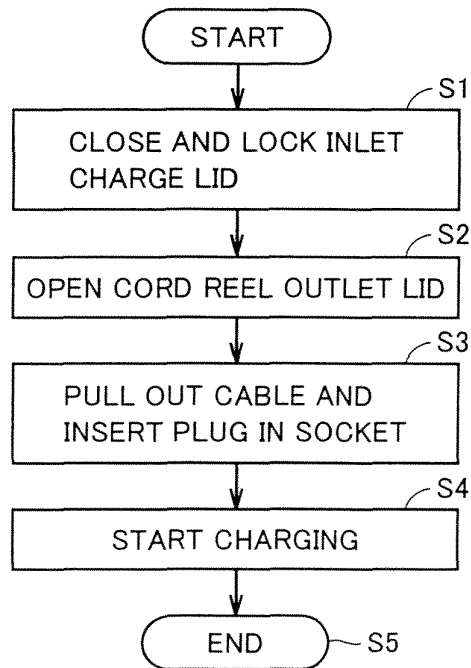 START
S1
CLOSE AND LOCK INLET
CHARGE LID
S2
OPEN CORD REEL OUTLET LID
S3
PULL OUT CABLE AND
INSERT PLUG IN SOCKET
S4
START CHARGING
END
S5